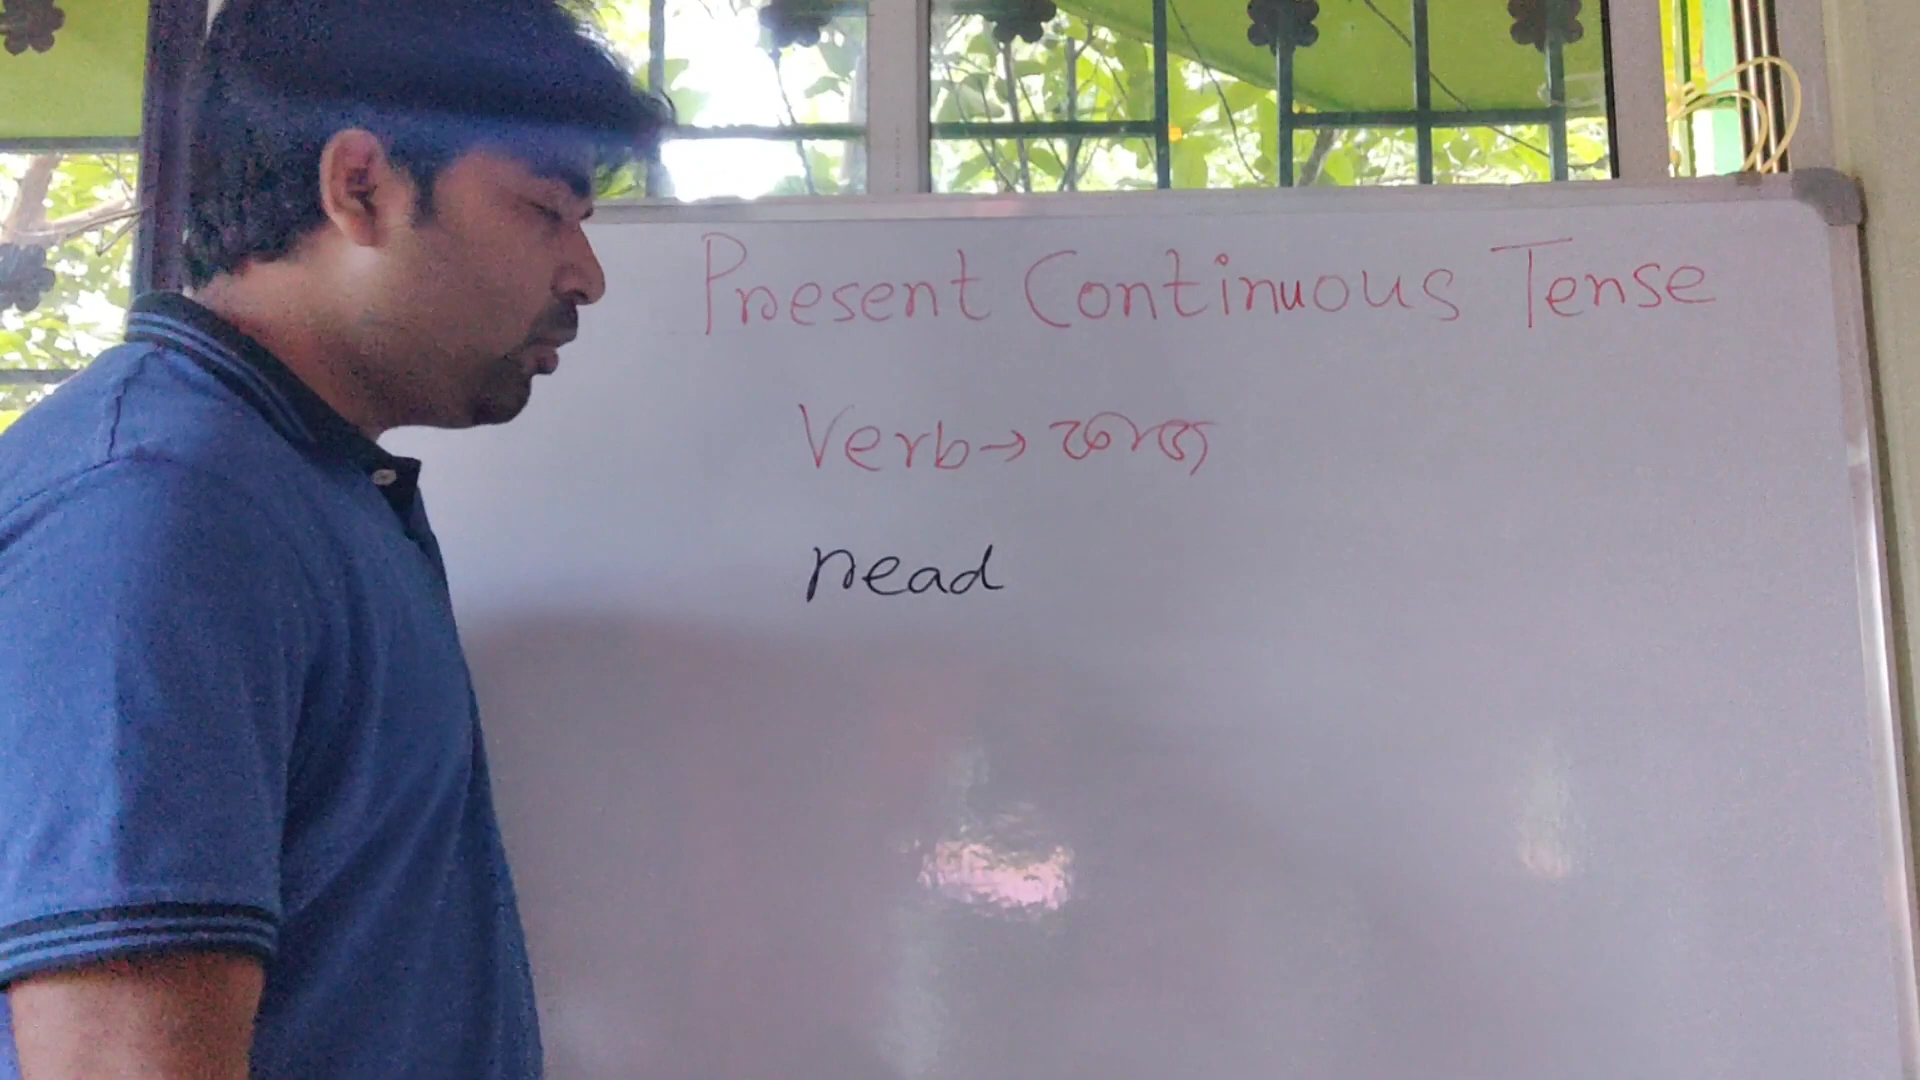 Present Continuous Tense
Verb → কাজ
read